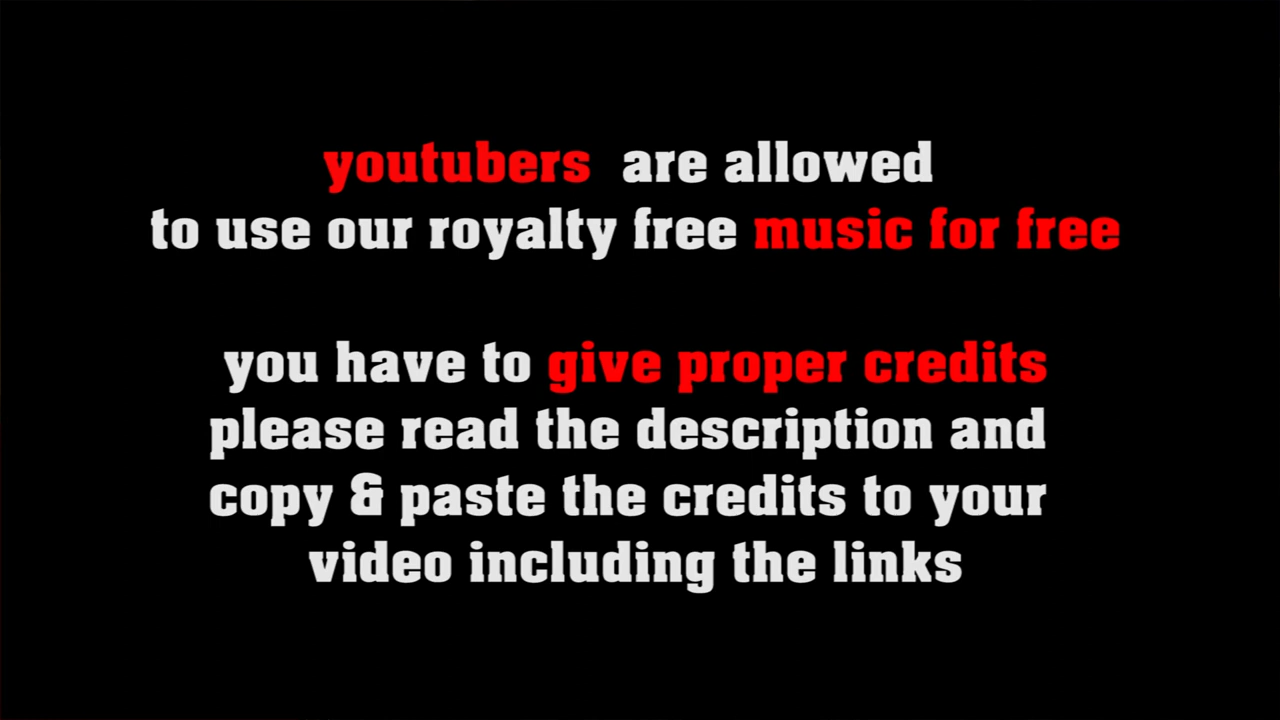 youtubers are allowed
to use our royalty free music for free
you have to give proper credits
please read the description and
copy & paste the credits to your
video including the links